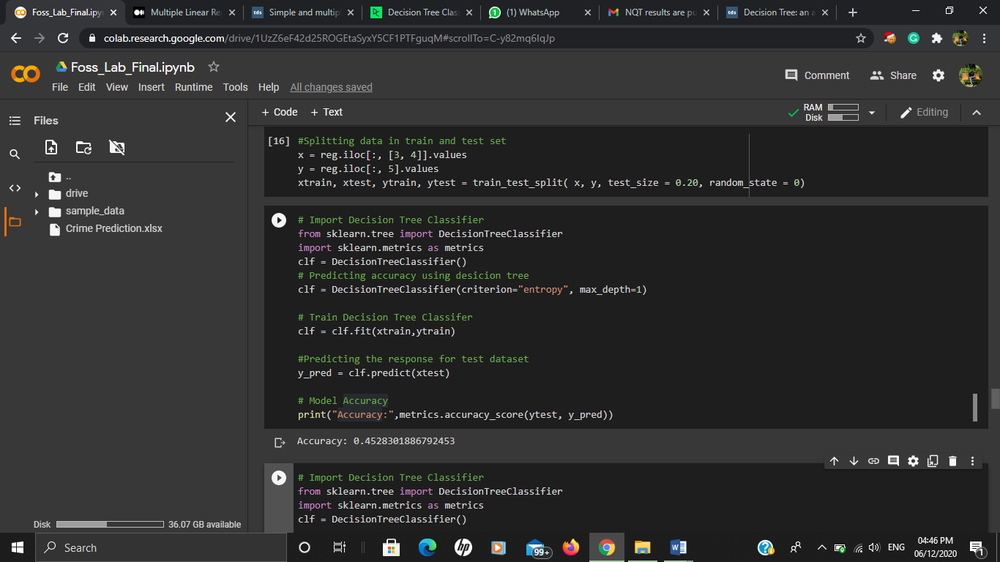 Foss_Lab_Final.ipyn
Multiple Linear Re
Simple and multip
Decision Tree Clas
(1) WhatsApp
NQT results are pu
Decision Tree: an a
colab.research.google.com/drive/1UzZ6eF42d25ROGEtaSyxY5CF1PTFguqM#scrollTo=C-y82mq6IqJp
Foss_Lab_Final.ipynb
Comment
Share
File Edit View Insert Runtime Tools Help All changes saved
Files
+ Code + Text
RAM
Disk
Editing
..
drive
sample_data
Crime Prediction.xlsx
[16] #Splitting data in train and test set
x = reg.iloc[:, [3, 4]].values
y = reg.iloc[:, 5].values
xtrain, xtest, ytrain, ytest = train_test_split( x, y, test_size = 0.20, random_state = 0)
# Import Decision Tree Classifier
from sklearn.tree import DecisionTreeClassifier
import sklearn.metrics as metrics
clf = DecisionTreeClassifier()
# Predicting accuracy using desicion tree
clf = DecisionTreeClassifier(criterion="entropy", max_depth=1)
# Train Decision Tree Classifer
clf = clf.fit(xtrain,ytrain)
#Predicting the response for test dataset
y_pred = clf.predict(xtest)
# Model Accuracy
print("Accuracy:",metrics.accuracy_score(ytest, y_pred))
Accuracy: 0.4528301886792453
# Import Decision Tree Classifier
from sklearn.tree import DecisionTreeClassifier
import sklearn.metrics as metrics
clf = DecisionTreeClassifier()
Disk 36.07 GB available
Search
99+
ENG
04:46 PM
06/12/2020
1